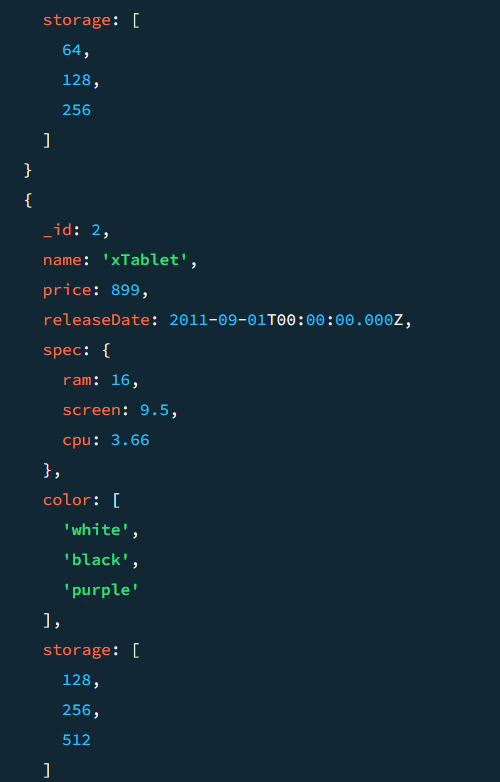 storage: [
64,
128,
256
]
}
{
_id: 2,
name: 'xTablet',
price: 899,
releaseDate: 2011-09-01T00:00:00.000Z,
spec: {
ram: 16,
screen: 9.5,
cpu: 3.66
},
color: [
'white',
'black',
'purple'
],
storage: [
128,
256,
512
]